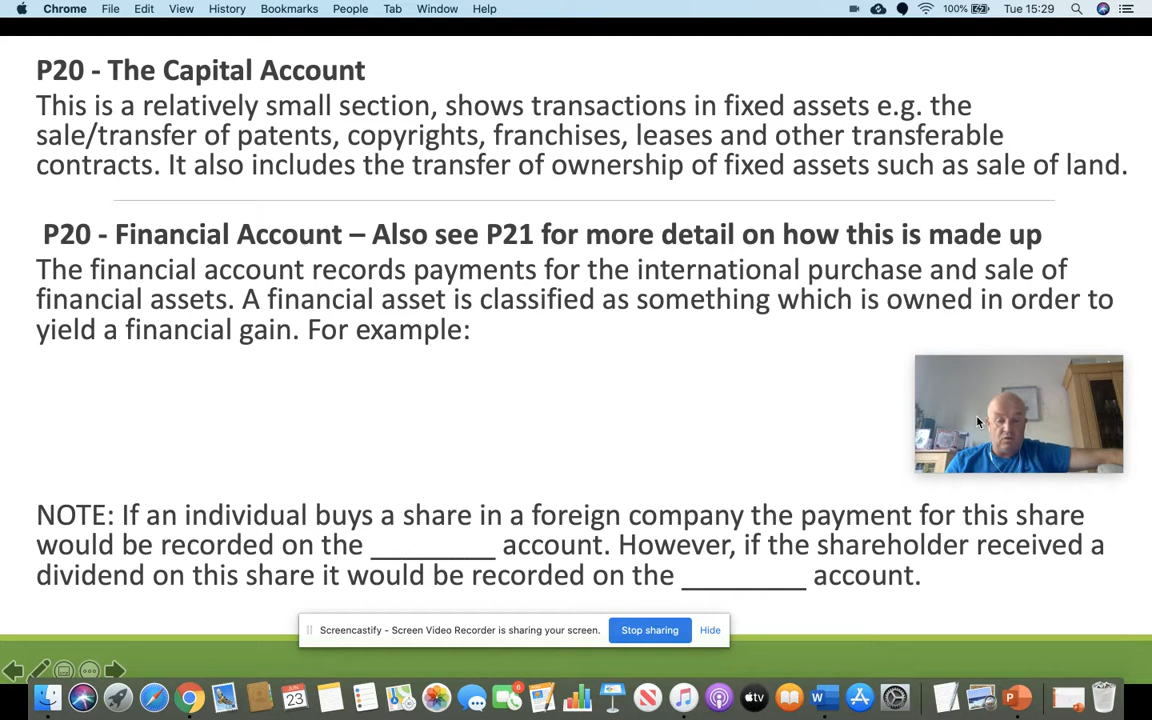 Chrome File Edit View History Bookmarks People Tab Window Help 100% Tue 15:29
P20 - The Capital Account
This is a relatively small section, shows transactions in fixed assets e.g. the
sale/transfer of patents, copyrights, franchises, leases and other transferable
contracts. It also includes the transfer of ownership of fixed assets such as sale of land.
P20 - Financial Account – Also see P21 for more detail on how this is made up
The financial account records payments for the international purchase and sale of
financial assets. A financial asset is classified as something which is owned in order to
yield a financial gain. For example:
NOTE: If an individual buys a share in a foreign company the payment for this share
would be recorded on the _________ account. However, if the shareholder received a
dividend on this share it would be recorded on the _________ account.
Screencastify - Screen Video Recorder is sharing your screen. Stop sharing Hide
23
tv
W
P